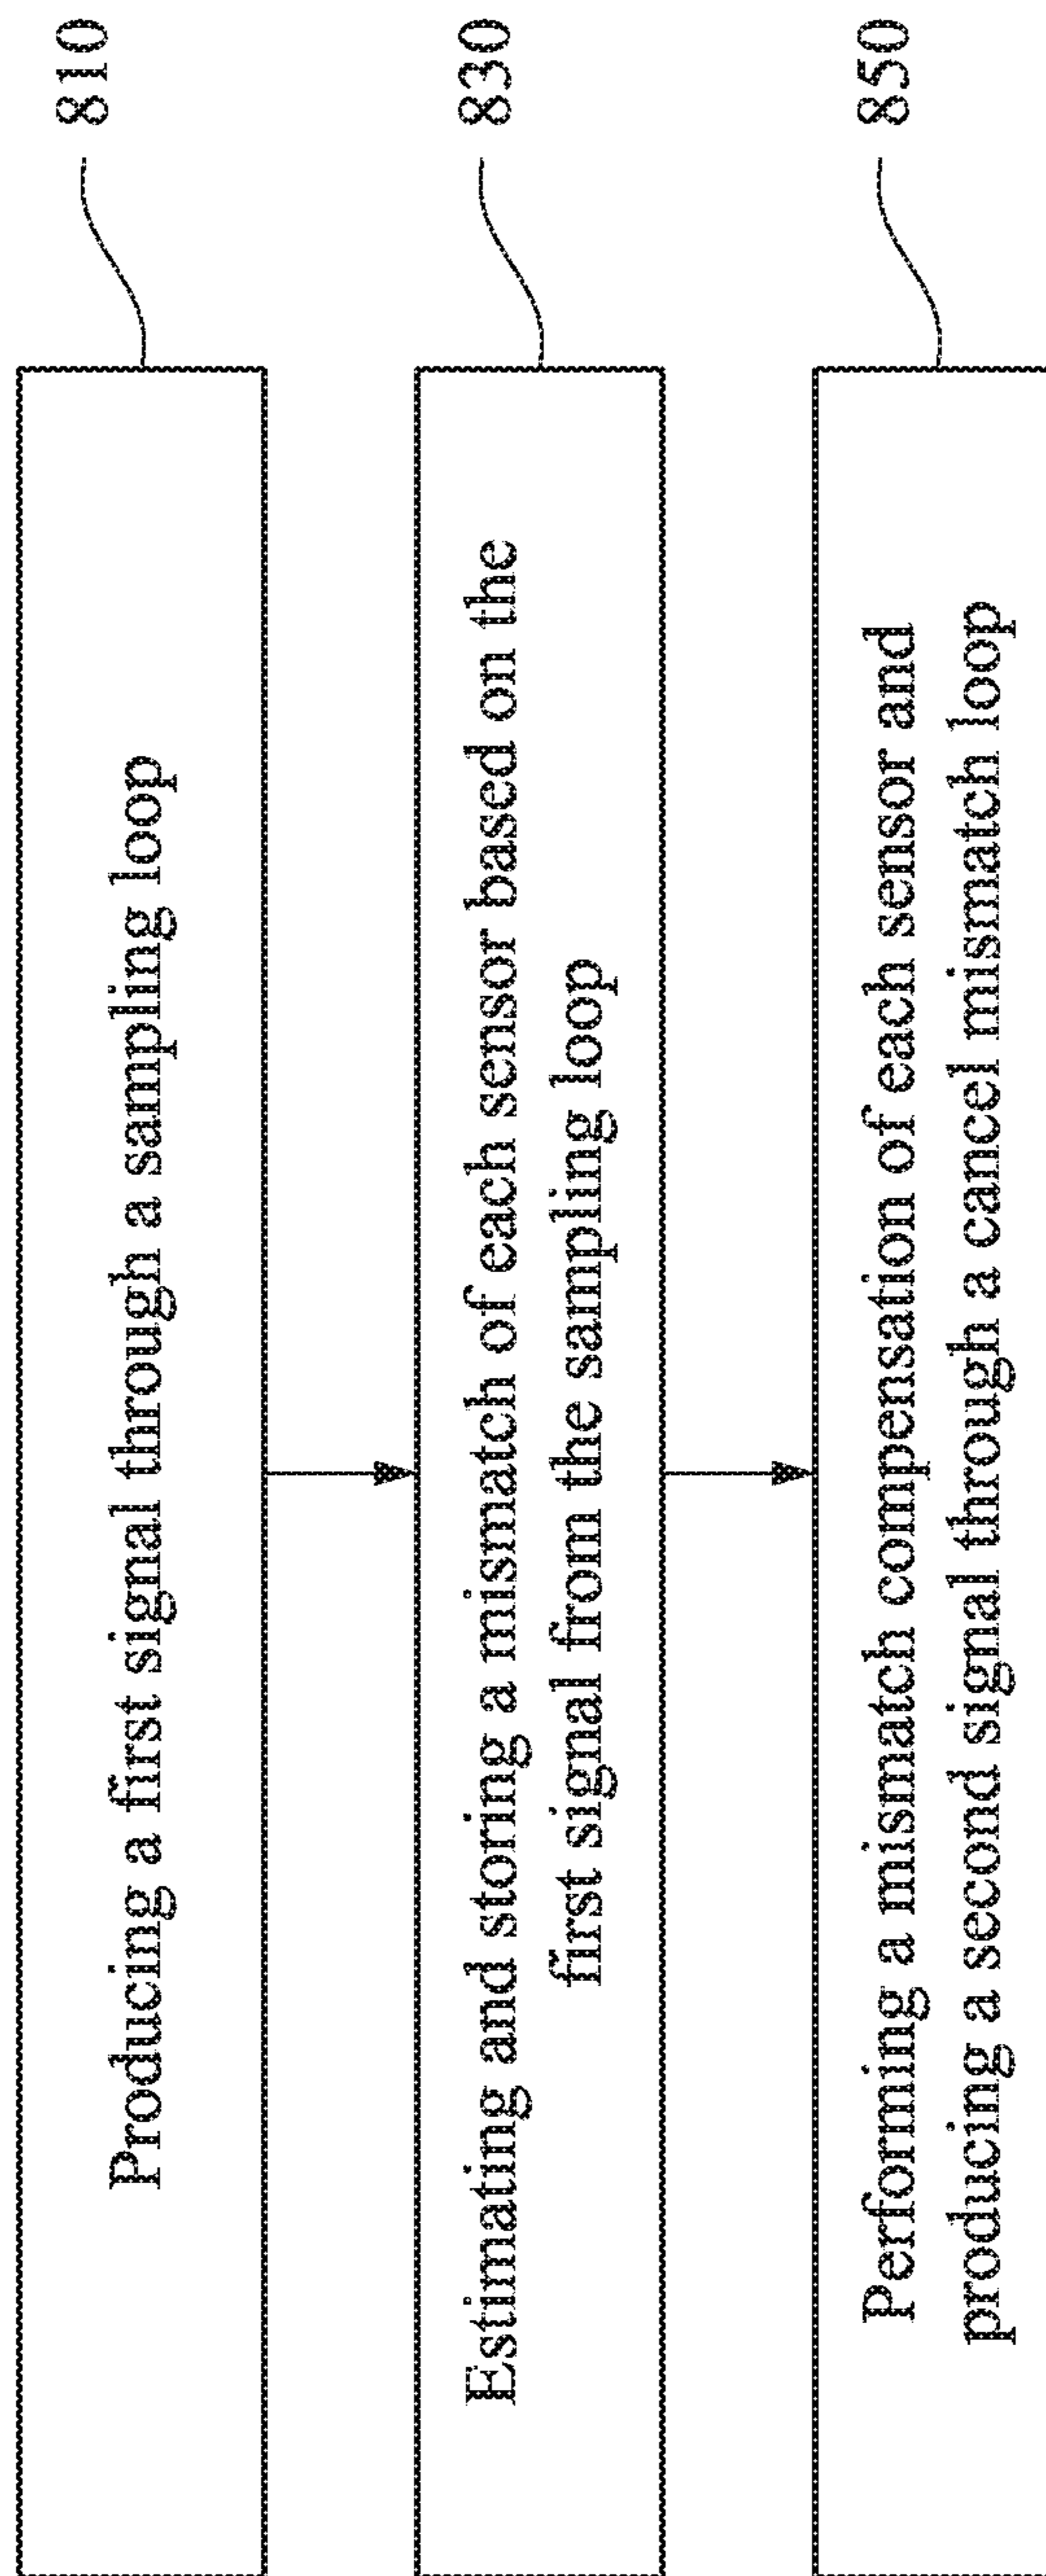 Producing a first signal through a sampling loop
810
Estimating and storing a mismatch of each sensor based on the
first signal from the sampling loop
830
Performing a mismatch compensation of each sensor and
producing a second signal through a cancel mismatch loop
850